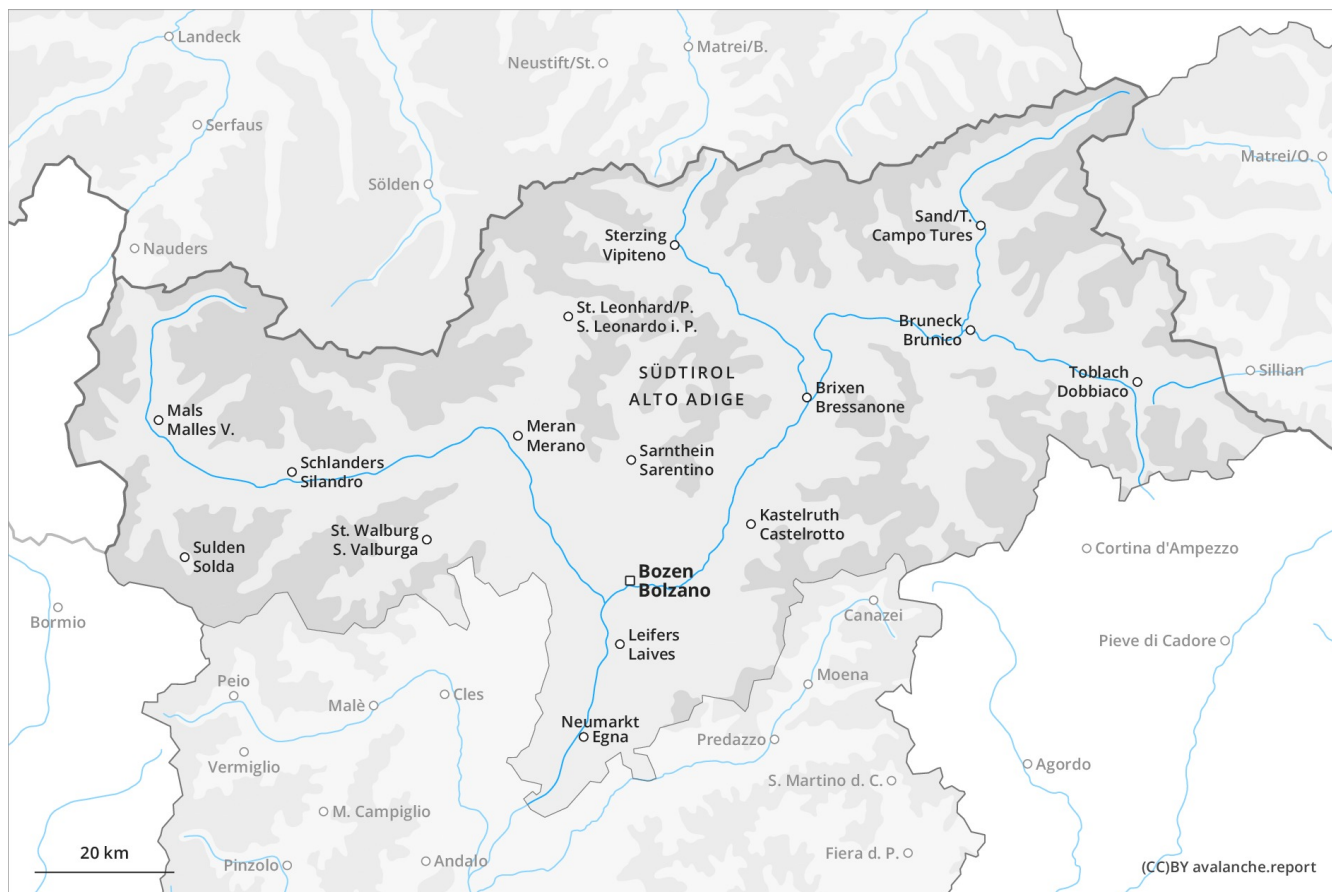 Landeck
Matrei/B.
Neustift/St.
Serfaus
Matrei/O.
Sölden
Sand/T.
Campo Tures
Sterzing
Vipiteno
Nauders
St. Leonhard/P.
S. Leonardo i. P.
Bruneck
Brunico
SÜDTIROL
ALTO ADIGE
Toblach
Dobbiaco
Sillian
Brixen
Bressanone
Mals
Malles V.
Meran
Merano
Sarnthein
Sarentino
Schlanders
Silandro
Kastelruth
Castelrotto
St. Walburg
S. Valburga
Sulden
Solda
Cortina d'Ampezzo
Bozen
Bolzano
Bormio
Canazei
Leifers
Laives
Pieve di Cadore
Peio
Moena
Malè
Cles
Neumarkt
Egna
Predazzo
Vermiglio
Agordo
S. Martino d. C.
M. Campiglio
20 km
Pinzolo
Andalo
Fiera d. P.
(CC)BY avalanche.report